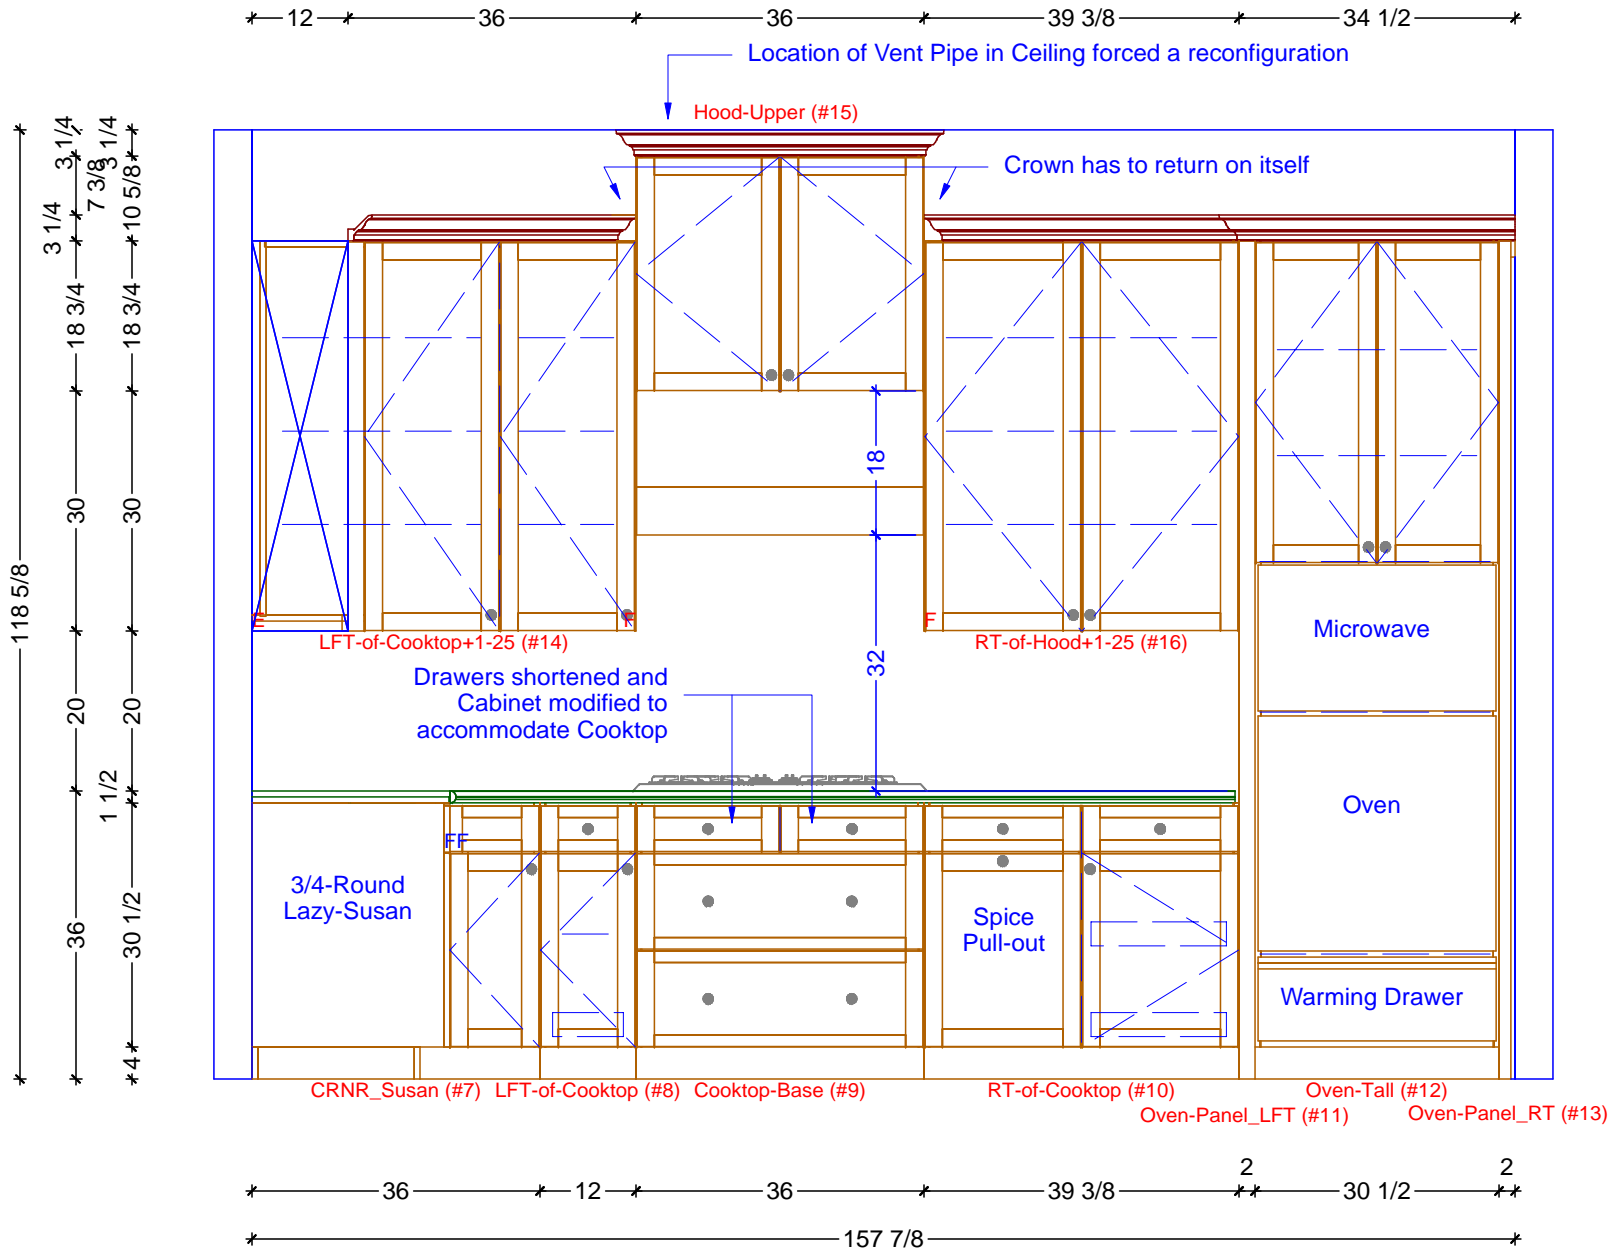 12
36
36
39 3/8
34 1/2
Location of Vent Pipe in Ceiling forced a reconfiguration
Hood-Upper (#15)
Crown has to return on itself
3 1/4
3 1/4
7 3/8
10 5/8
3 1/4
18 3/4
18 3/4
30
30
118 5/8
20
20
1 1/2
36
30 1/2
4
18
32
E
F
F
LFT-of-Cooktop+1-25 (#14)
RT-of-Hood+1-25 (#16)
Microwave
Drawers shortened and
Cabinet modified to
accommodate Cooktop
Oven
FF
3/4-Round
Lazy-Susan
Spice
Pull-out
Warming Drawer
CRNR_Susan (#7)
LFT-of-Cooktop (#8)
Cooktop-Base (#9)
RT-of-Cooktop (#10)
Oven-Tall (#12)
Oven-Panel_LFT (#11)
Oven-Panel_RT (#13)
36
12
36
39 3/8
2
30 1/2
2
157 7/8